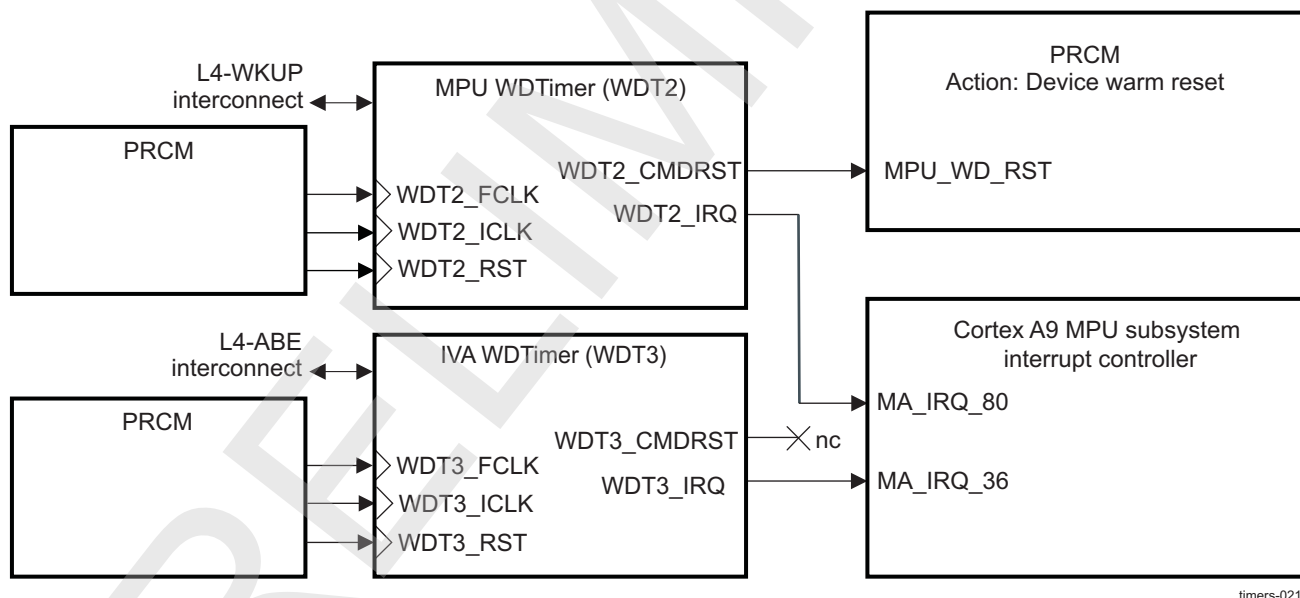 L4-WKUP
interconnect
PRCM
MPU WDTimer (WDT2)
WDT2_CMDRST
WDT2_IRQ
WDT2_FCLK
WDT2_ICLK
WDT2_RST
PRCM
Action: Device warm reset
MPU_WD_RST
L4-ABE
interconnect
PRCM
IVA WDTimer (WDT3)
WDT3_CMDRST
nc
WDT3_IRQ
WDT3_FCLK
WDT3_ICLK
WDT3_RST
Cortex A9 MPU subsystem
interrupt controller
MA_IRQ_80
MA_IRQ_36
timers-021
RELIM